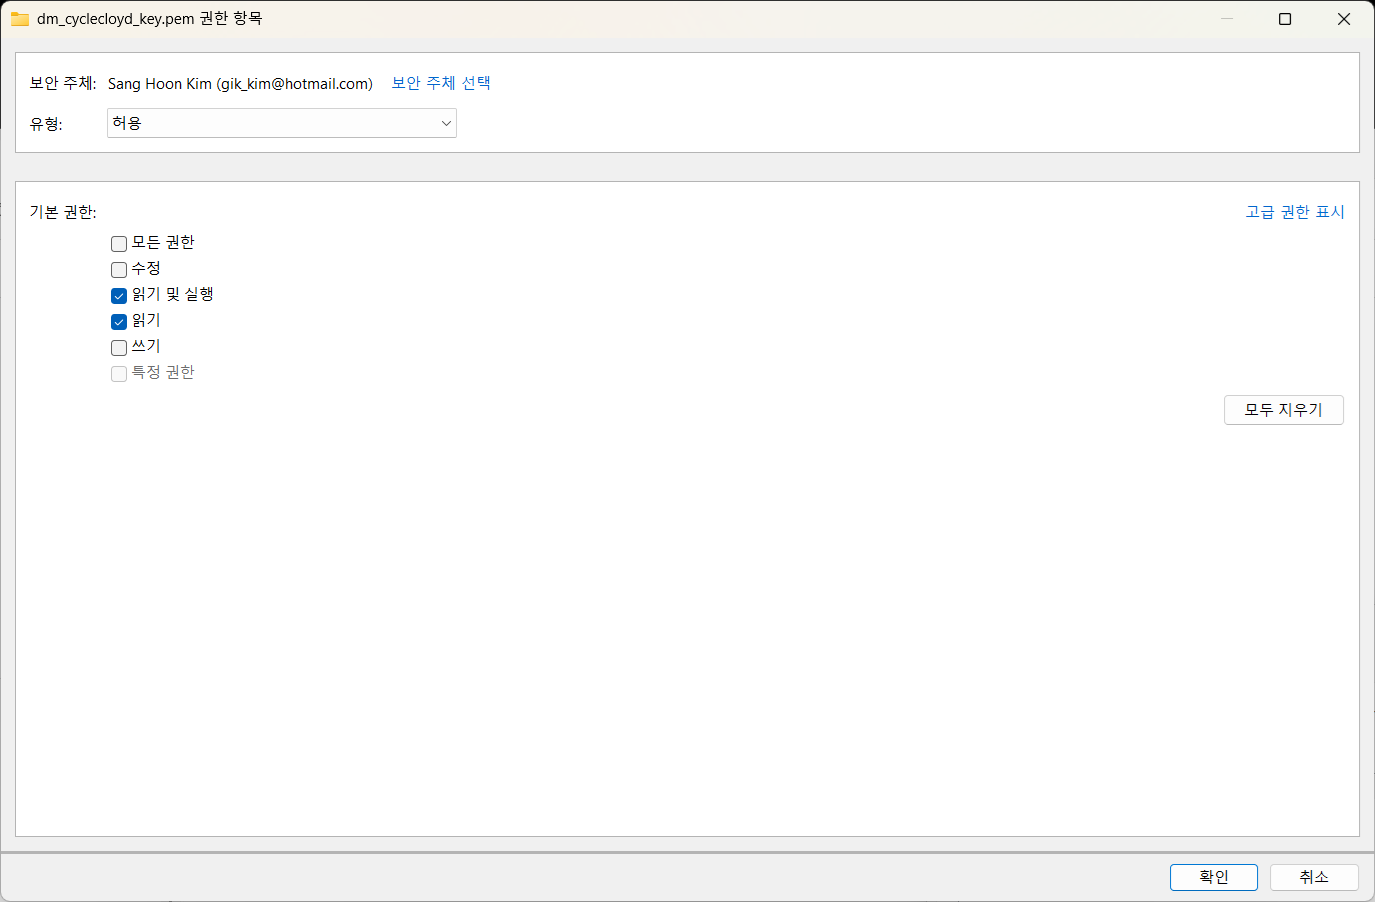 dm_cyclecloyd_key.pem 권한 항목
보안 주체: Sang Hoon Kim (gik_kim@hotmail.com) 보안 주체 선택
유형: 허용
기본 권한: 고급 권한 표시
모든 권한
수정
읽기 및 실행
읽기
쓰기
특정 권한
모두 지우기
확인 취소